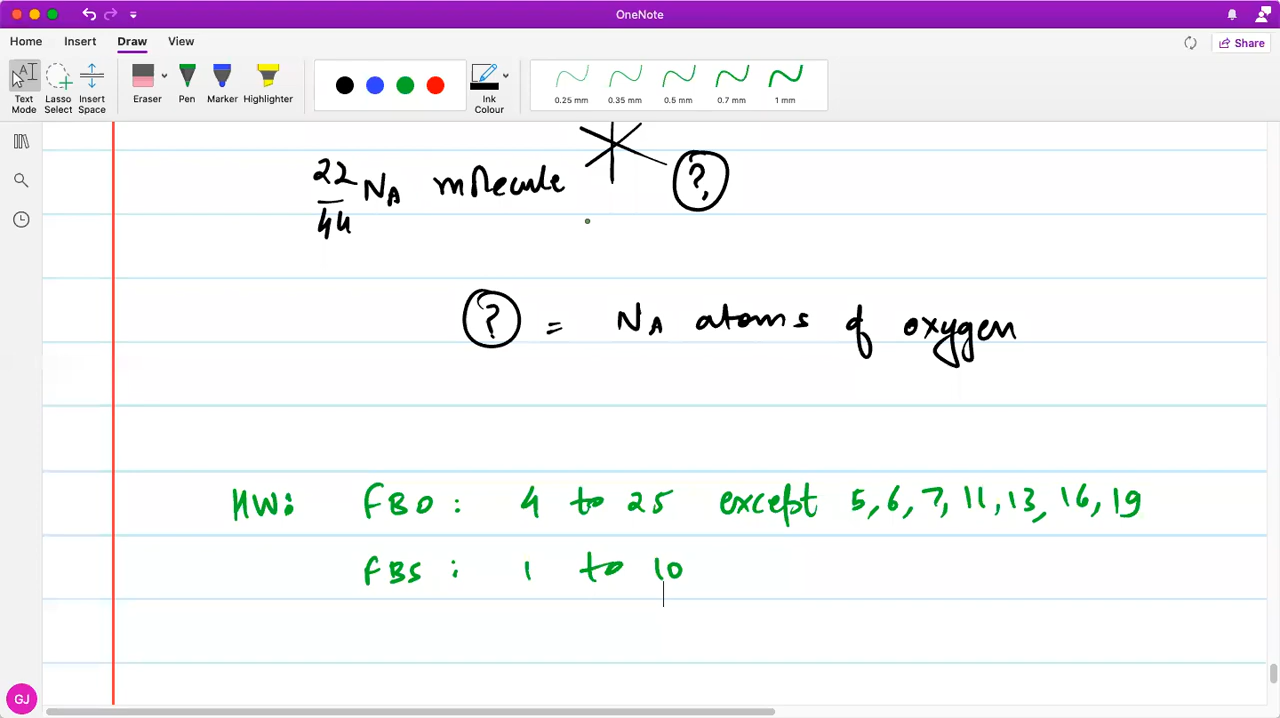 OneNote
Home Insert Draw View
Share
Text Mode
Lasso Select
Insert Space
Eraser
Pen
Marker
Highlighter
Ink Colour
0.25 mm
0.35 mm
0.5 mm
0.7 mm
1 mm
22/44 NA molecule ?
? = NA atoms of oxygen
HW: FBO : 4 to 25 except 5, 6, 7, 11, 13, 16, 19
FBS : 1 to 10
GJ